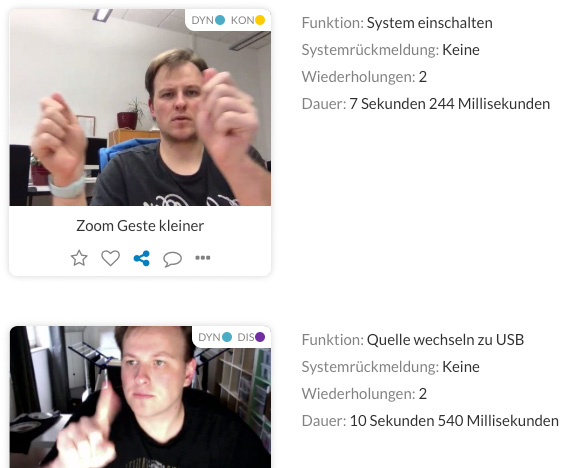 DYN KON
Funktion: System einschalten
Systemrückmeldung: Keine
Wiederholungen: 2
Dauer: 7 Sekunden 244 Millisekunden
Zoom Geste kleiner
DYN DIS
Funktion: Quelle wechseln zu USB
Systemrückmeldung: Keine
Wiederholungen: 2
Dauer: 10 Sekunden 540 Millisekunden